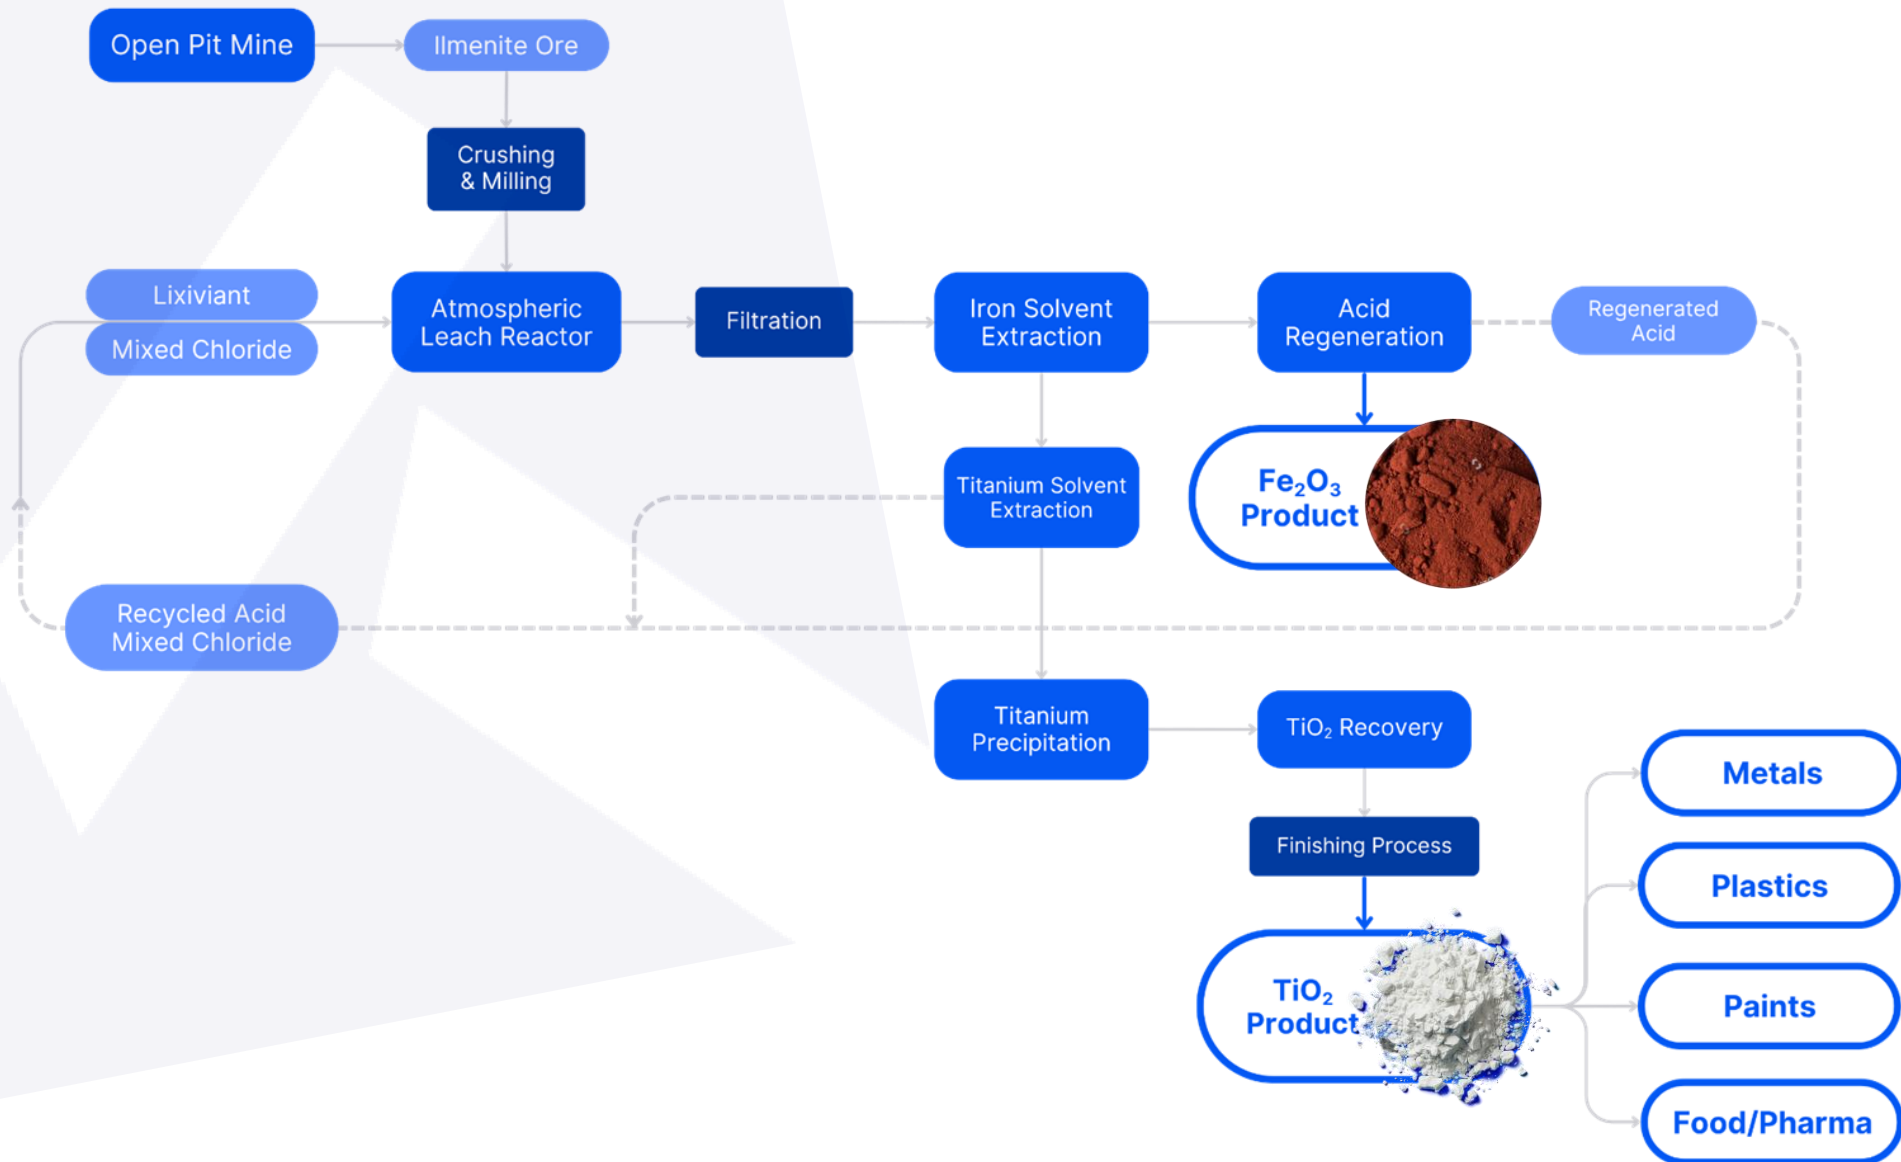 Open Pit Mine
Ilmenite Ore
Crushing
& Milling
Lixiviant
Mixed Chloride
Atmospheric
Leach Reactor
Filtration
Iron Solvent
Extraction
Acid
Regeneration
Regenerated
Acid
Titanium Solvent
Extraction
Fe₂O₃
Product
Recycled Acid
Mixed Chloride
Titanium
Precipitation
TiO₂ Recovery
Finishing Process
TiO₂
Product
Metals
Plastics
Paints
Food/Pharma